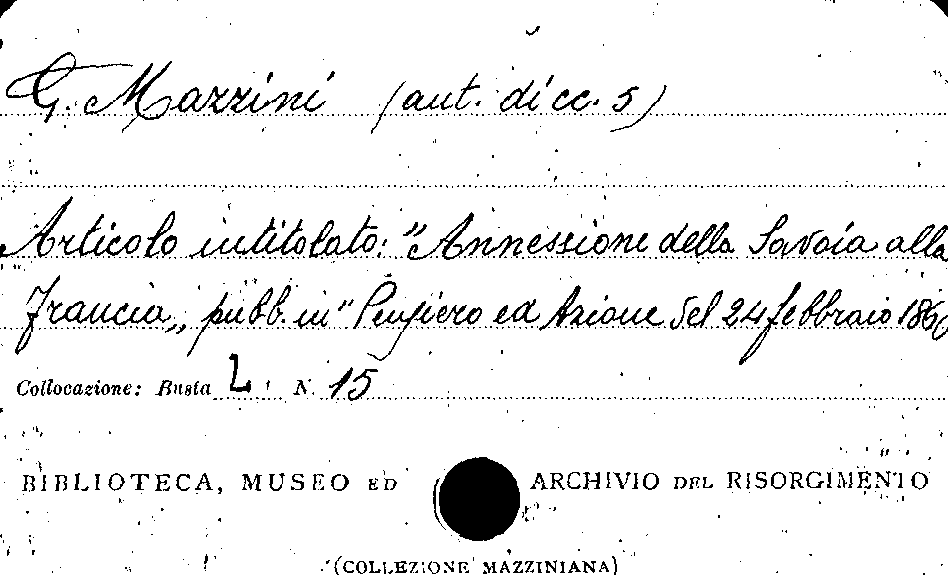 G. Mazzini (aut. di cc. 5)
Articolo intitolato: "Annessione della Savoia alla
Francia„ pubb. in "Pensiero ed Azione del 24 febbraio 1860
Collocazione: Busta L N. 15
BIBLIOTECA, MUSEO ED ARCHIVIO DEL RISORGIMENTO
(COLLEZIONE MAZZINIANA)